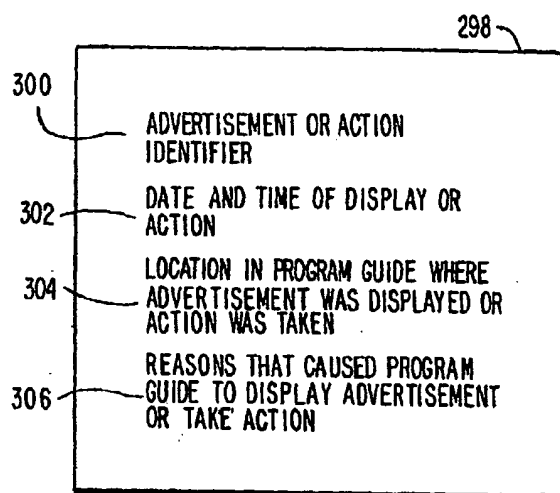 298
300
ADVERTISEMENT OR ACTION
IDENTIFIER
302
DATE AND TIME OF DISPLAY OR
ACTION
304
LOCATION IN PROGRAM GUIDE WHERE
ADVERTISEMENT WAS DISPLAYED OR
ACTION WAS TAKEN
306
REASONS THAT CAUSED PROGRAM
GUIDE TO DISPLAY ADVERTISEMENT
OR TAKE ACTION